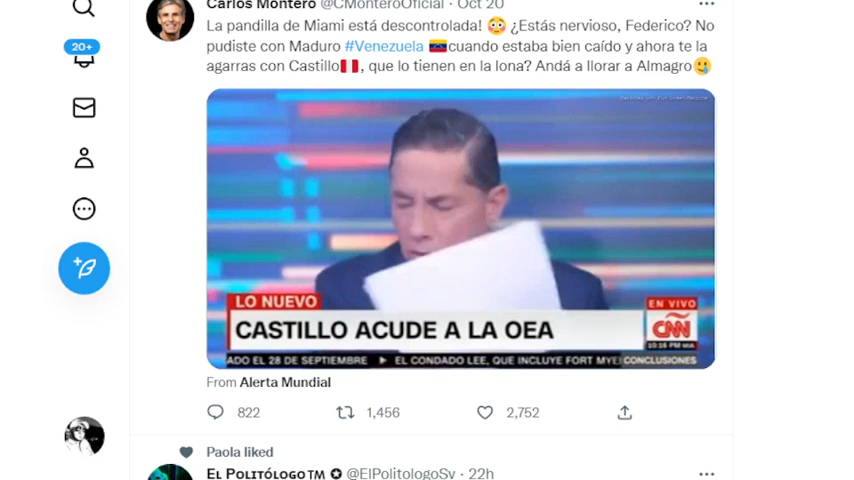 Carlos Montero @CMonteroOficial · Oct 20
La pandilla de Miami está descontrolada! 😳 ¿Estás nervioso, Federico? No
20+
pudiste con Maduro #Venezuela 🇻🇪cuando estaba bien caído y ahora te la
agarras con Castillo🇵🇪, que lo tienen en la lona? Andá a llorar a Almagro🥲
LO NUEVO
CASTILLO ACUDE A LA OEA
EN VIVO
CNN
10:16 PM MIA
ADO EL 28 DE SEPTIEMBRE ▶ EL CONDADO LEE, QUE INCLUYE FORT MYE
CONCLUSIONES
From Alerta Mundial
822 1,456 2,752
Paola liked
EL POLITÓLOGO™ ✪ @ElPolitologoSv · 22h